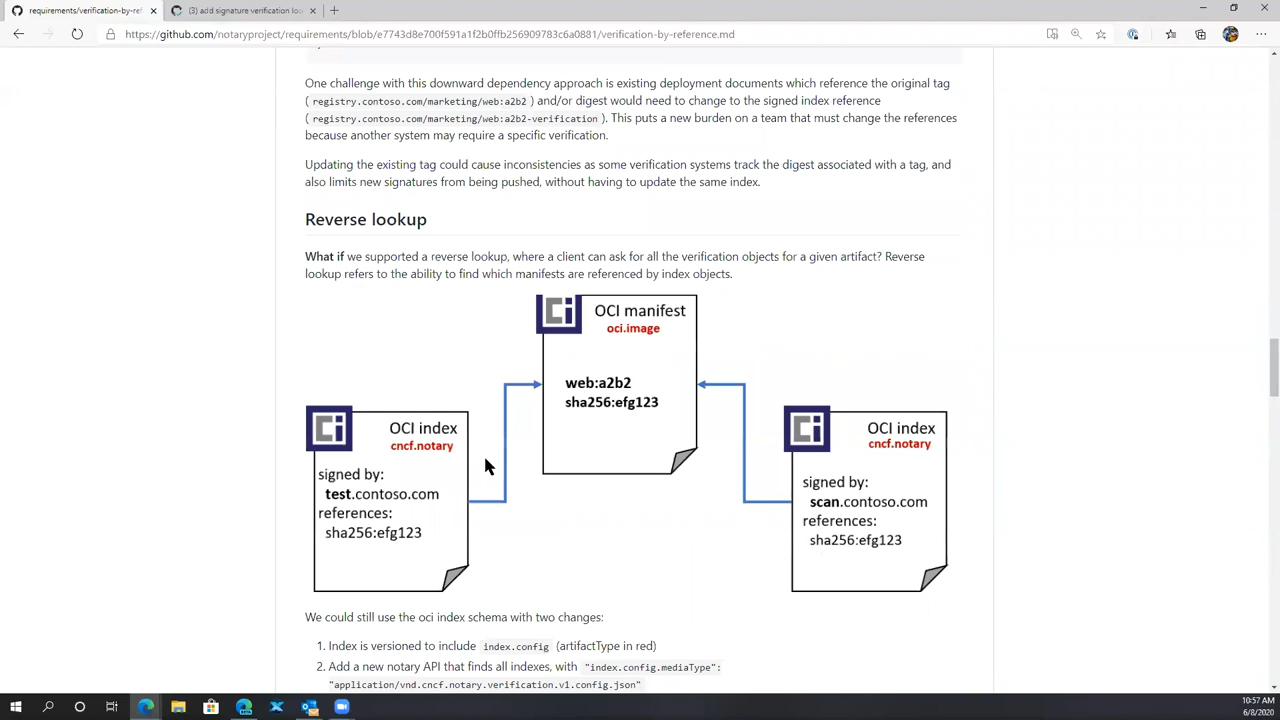 requirements/verification-by-ref
(3) add signature verification loo
https://github.com/notaryproject/requirements/blob/e7743d8e700f591a1f2b0ffb256909783c6a0881/verification-by-reference.md
One challenge with this downward dependency approach is existing deployment documents which reference the original tag
( registry.contoso.com/marketing/web:a2b2 ) and/or digest would need to change to the signed index reference
( registry.contoso.com/marketing/web:a2b2-verification ). This puts a new burden on a team that must change the references
because another system may require a specific verification.
Updating the existing tag could cause inconsistencies as some verification systems track the digest associated with a tag, and
also limits new signatures from being pushed, without having to update the same index.
Reverse lookup
What if we supported a reverse lookup, where a client can ask for all the verification objects for a given artifact? Reverse
lookup refers to the ability to find which manifests are referenced by index objects.
OCI manifest
oci.image
web:a2b2
sha256:efg123
OCI index
cncf.notary
signed by:
test.contoso.com
references:
sha256:efg123
OCI index
cncf.notary
signed by:
scan.contoso.com
references:
sha256:efg123
We could still use the oci index schema with two changes:
1. Index is versioned to include index.config (artifactType in red)
2. Add a new notary API that finds all indexes, with "index.config.mediaType":
"application/vnd.cncf.notary.verification.v1.config.json"
10:57 AM
6/8/2020